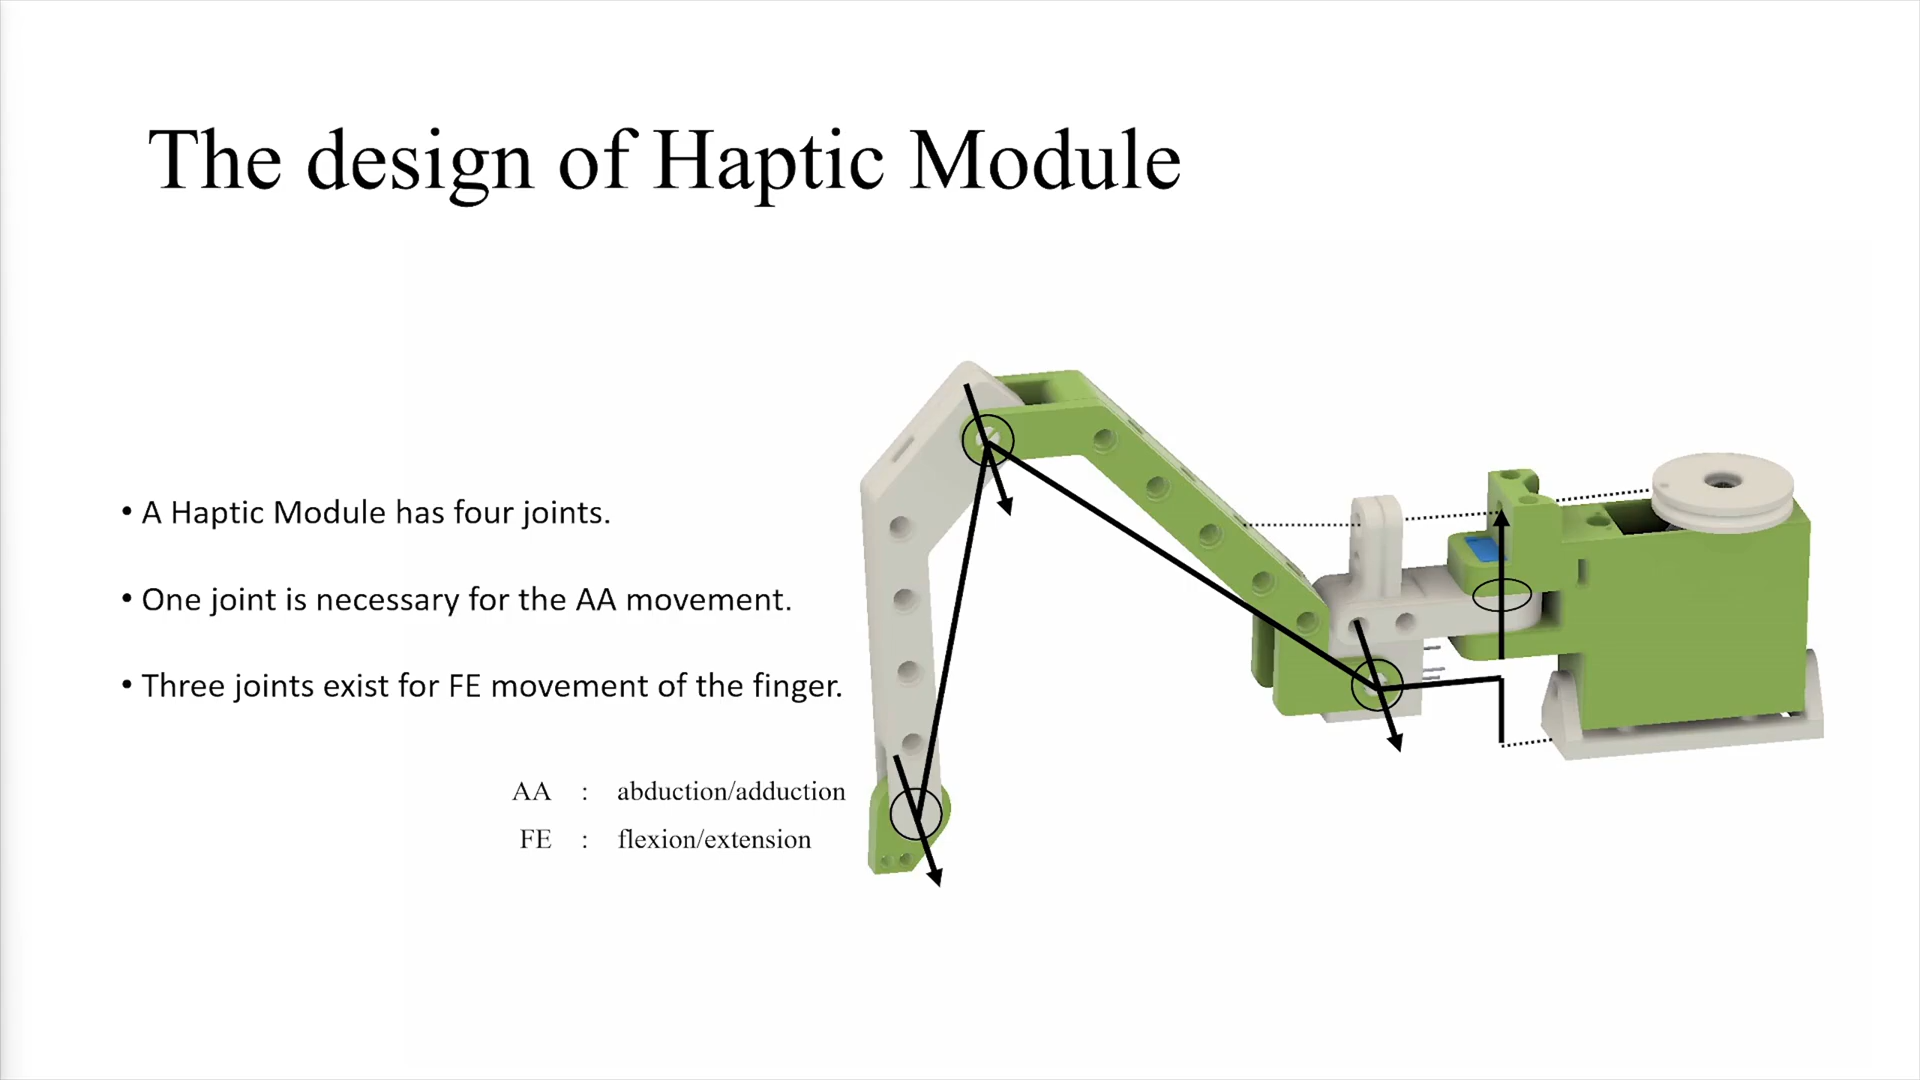 The design of Haptic Module
• A Haptic Module has four joints.
• One joint is necessary for the AA movement.
• Three joints exist for FE movement of the finger.
AA : abduction/adduction
FE : flexion/extension